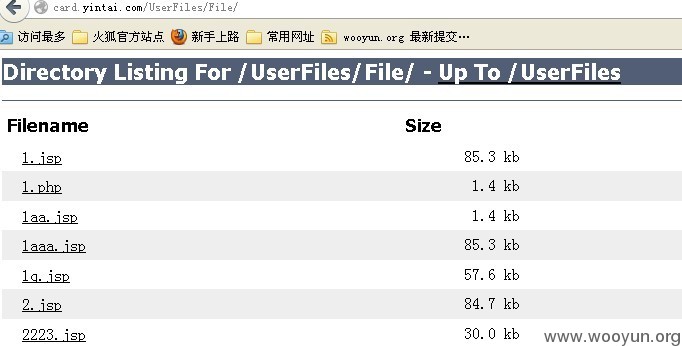 card.yintai.com/UserFiles/File/
访问最多 火狐官方站点 新手上路 常用网址 wooyun.org 最新提交…
Directory Listing For /UserFiles/File/ - Up To /UserFiles
Filename Size
1.jsp 85.3 kb
1.php 1.4 kb
1aa.jsp 1.4 kb
1aaa.jsp 85.3 kb
1q.jsp 57.6 kb
2.jsp 84.7 kb
2223.jsp 30.0 kb
www.wooyun.org